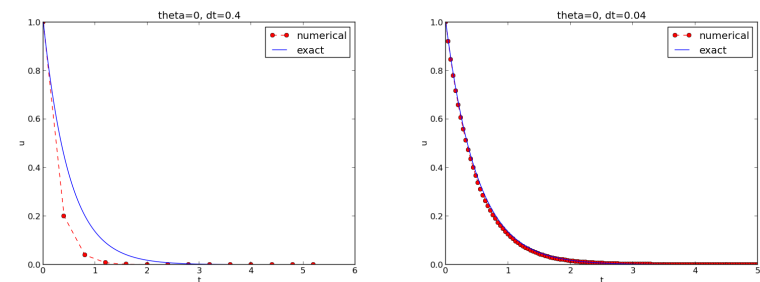 theta=0, dt=0.4
1.0
0.8
0.6
0.4
0.2
0.0
u
0 1 2 3 4 5 6
t
numerical
exact
theta=0, dt=0.04
1.0
0.8
0.6
0.4
0.2
0.0
u
0 1 2 3 4 5
t
numerical
exact